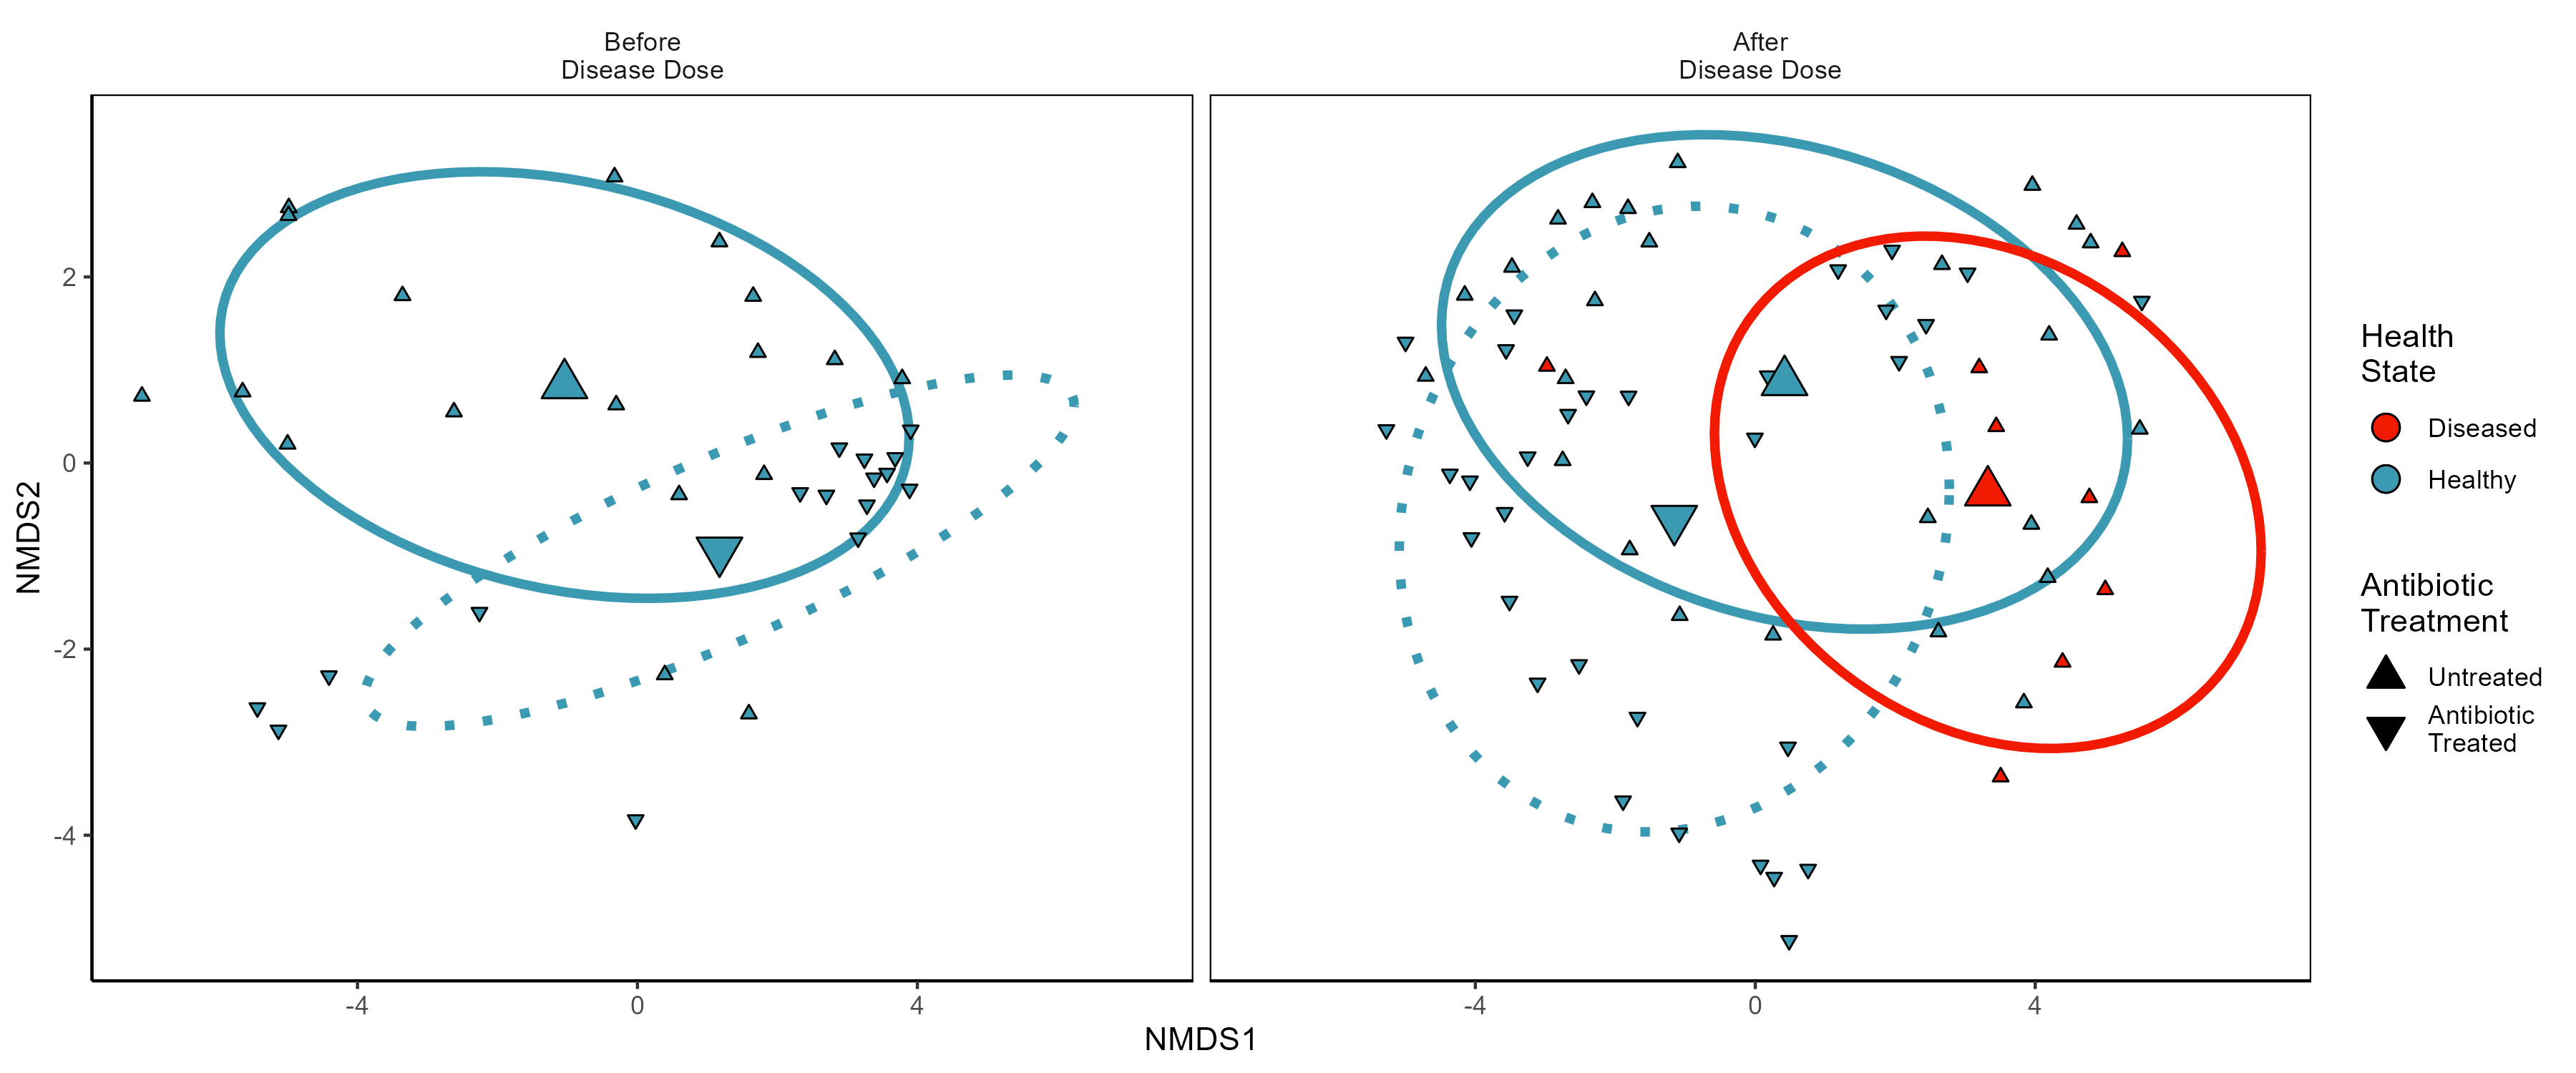 Before
Disease Dose
After
Disease Dose
NMDS2
2
0
-2
-4
-4
0
4
-4
0
4
NMDS1
Health
State
Diseased
Healthy
Antibiotic
Treatment
Untreated
Antibiotic
Treated